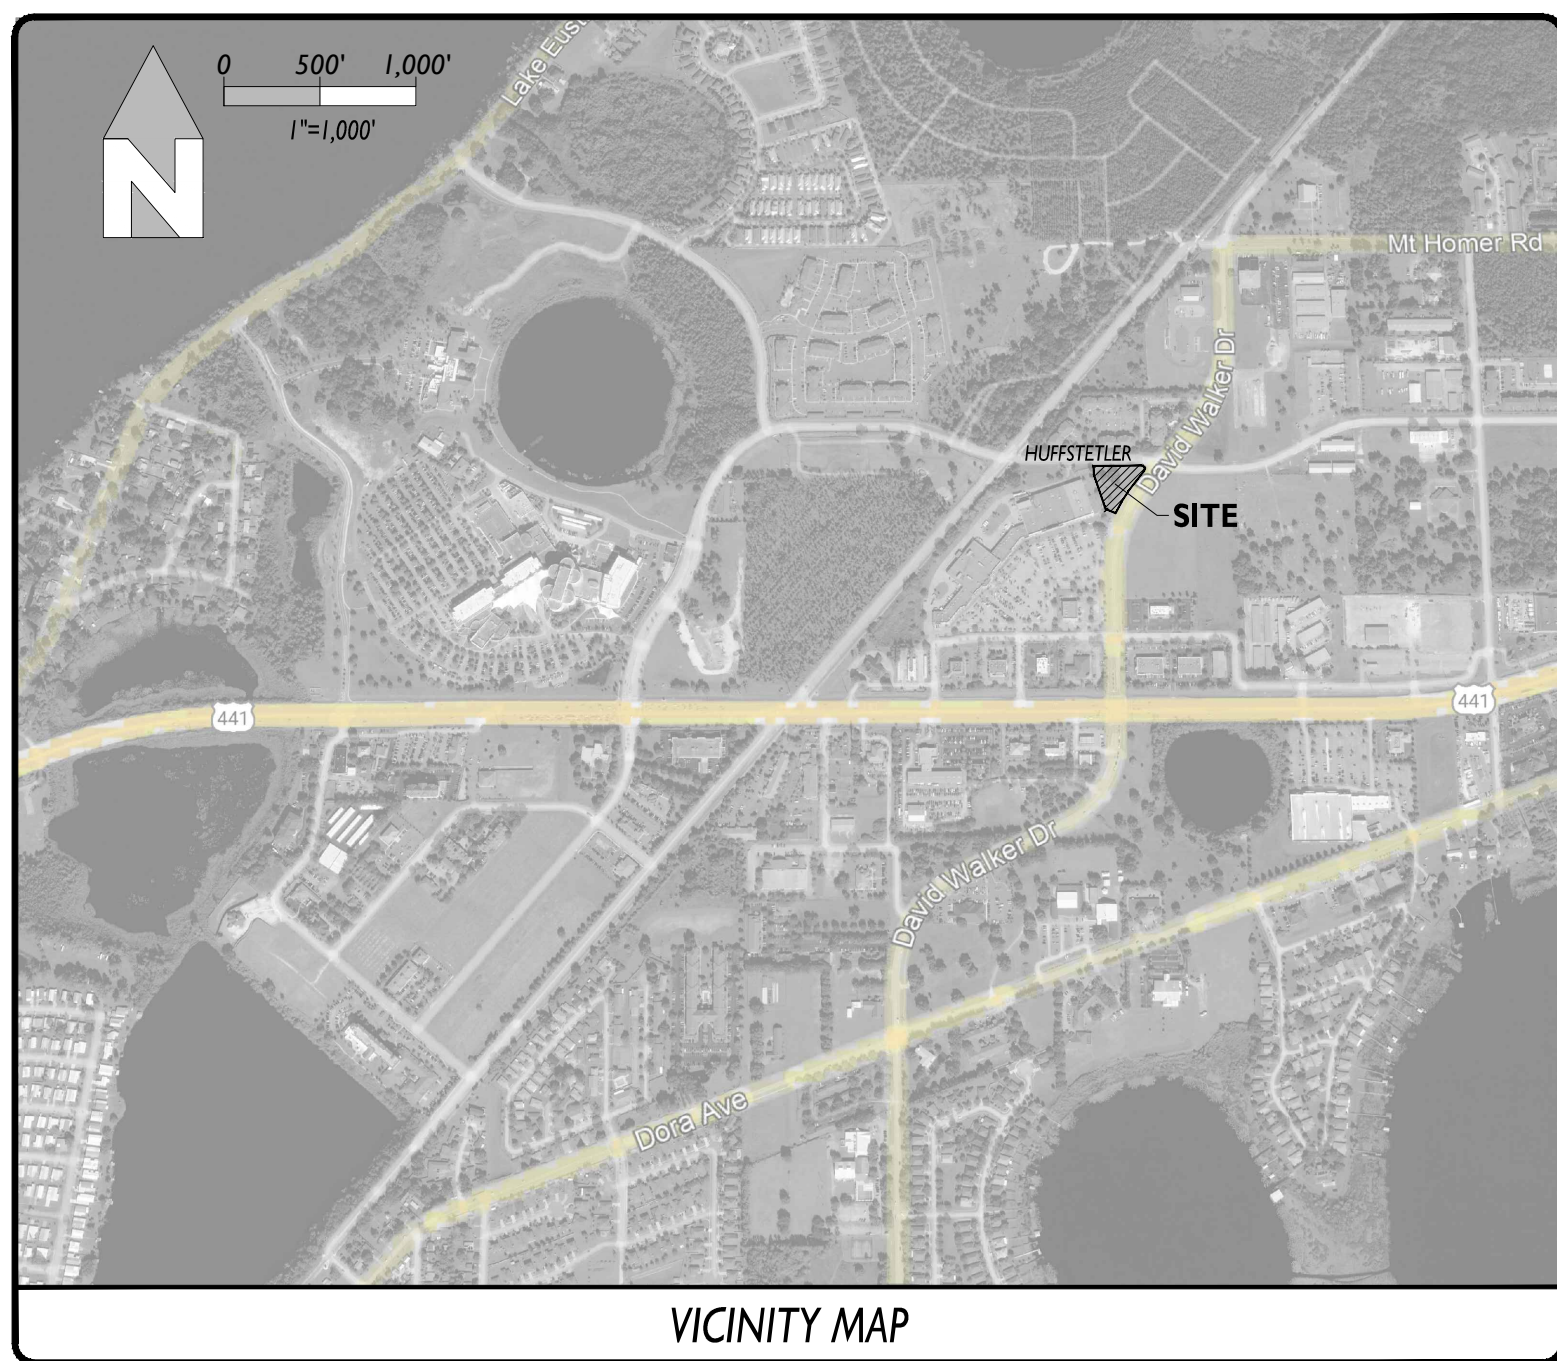 Lake Eust
0 500' 1,000'
1"=1,000'
N
Mt Homer Rd
David Walker Dr
HUFFSTETLER
SITE
441
441
David Walker Dr
Dora Ave
VICINITY MAP